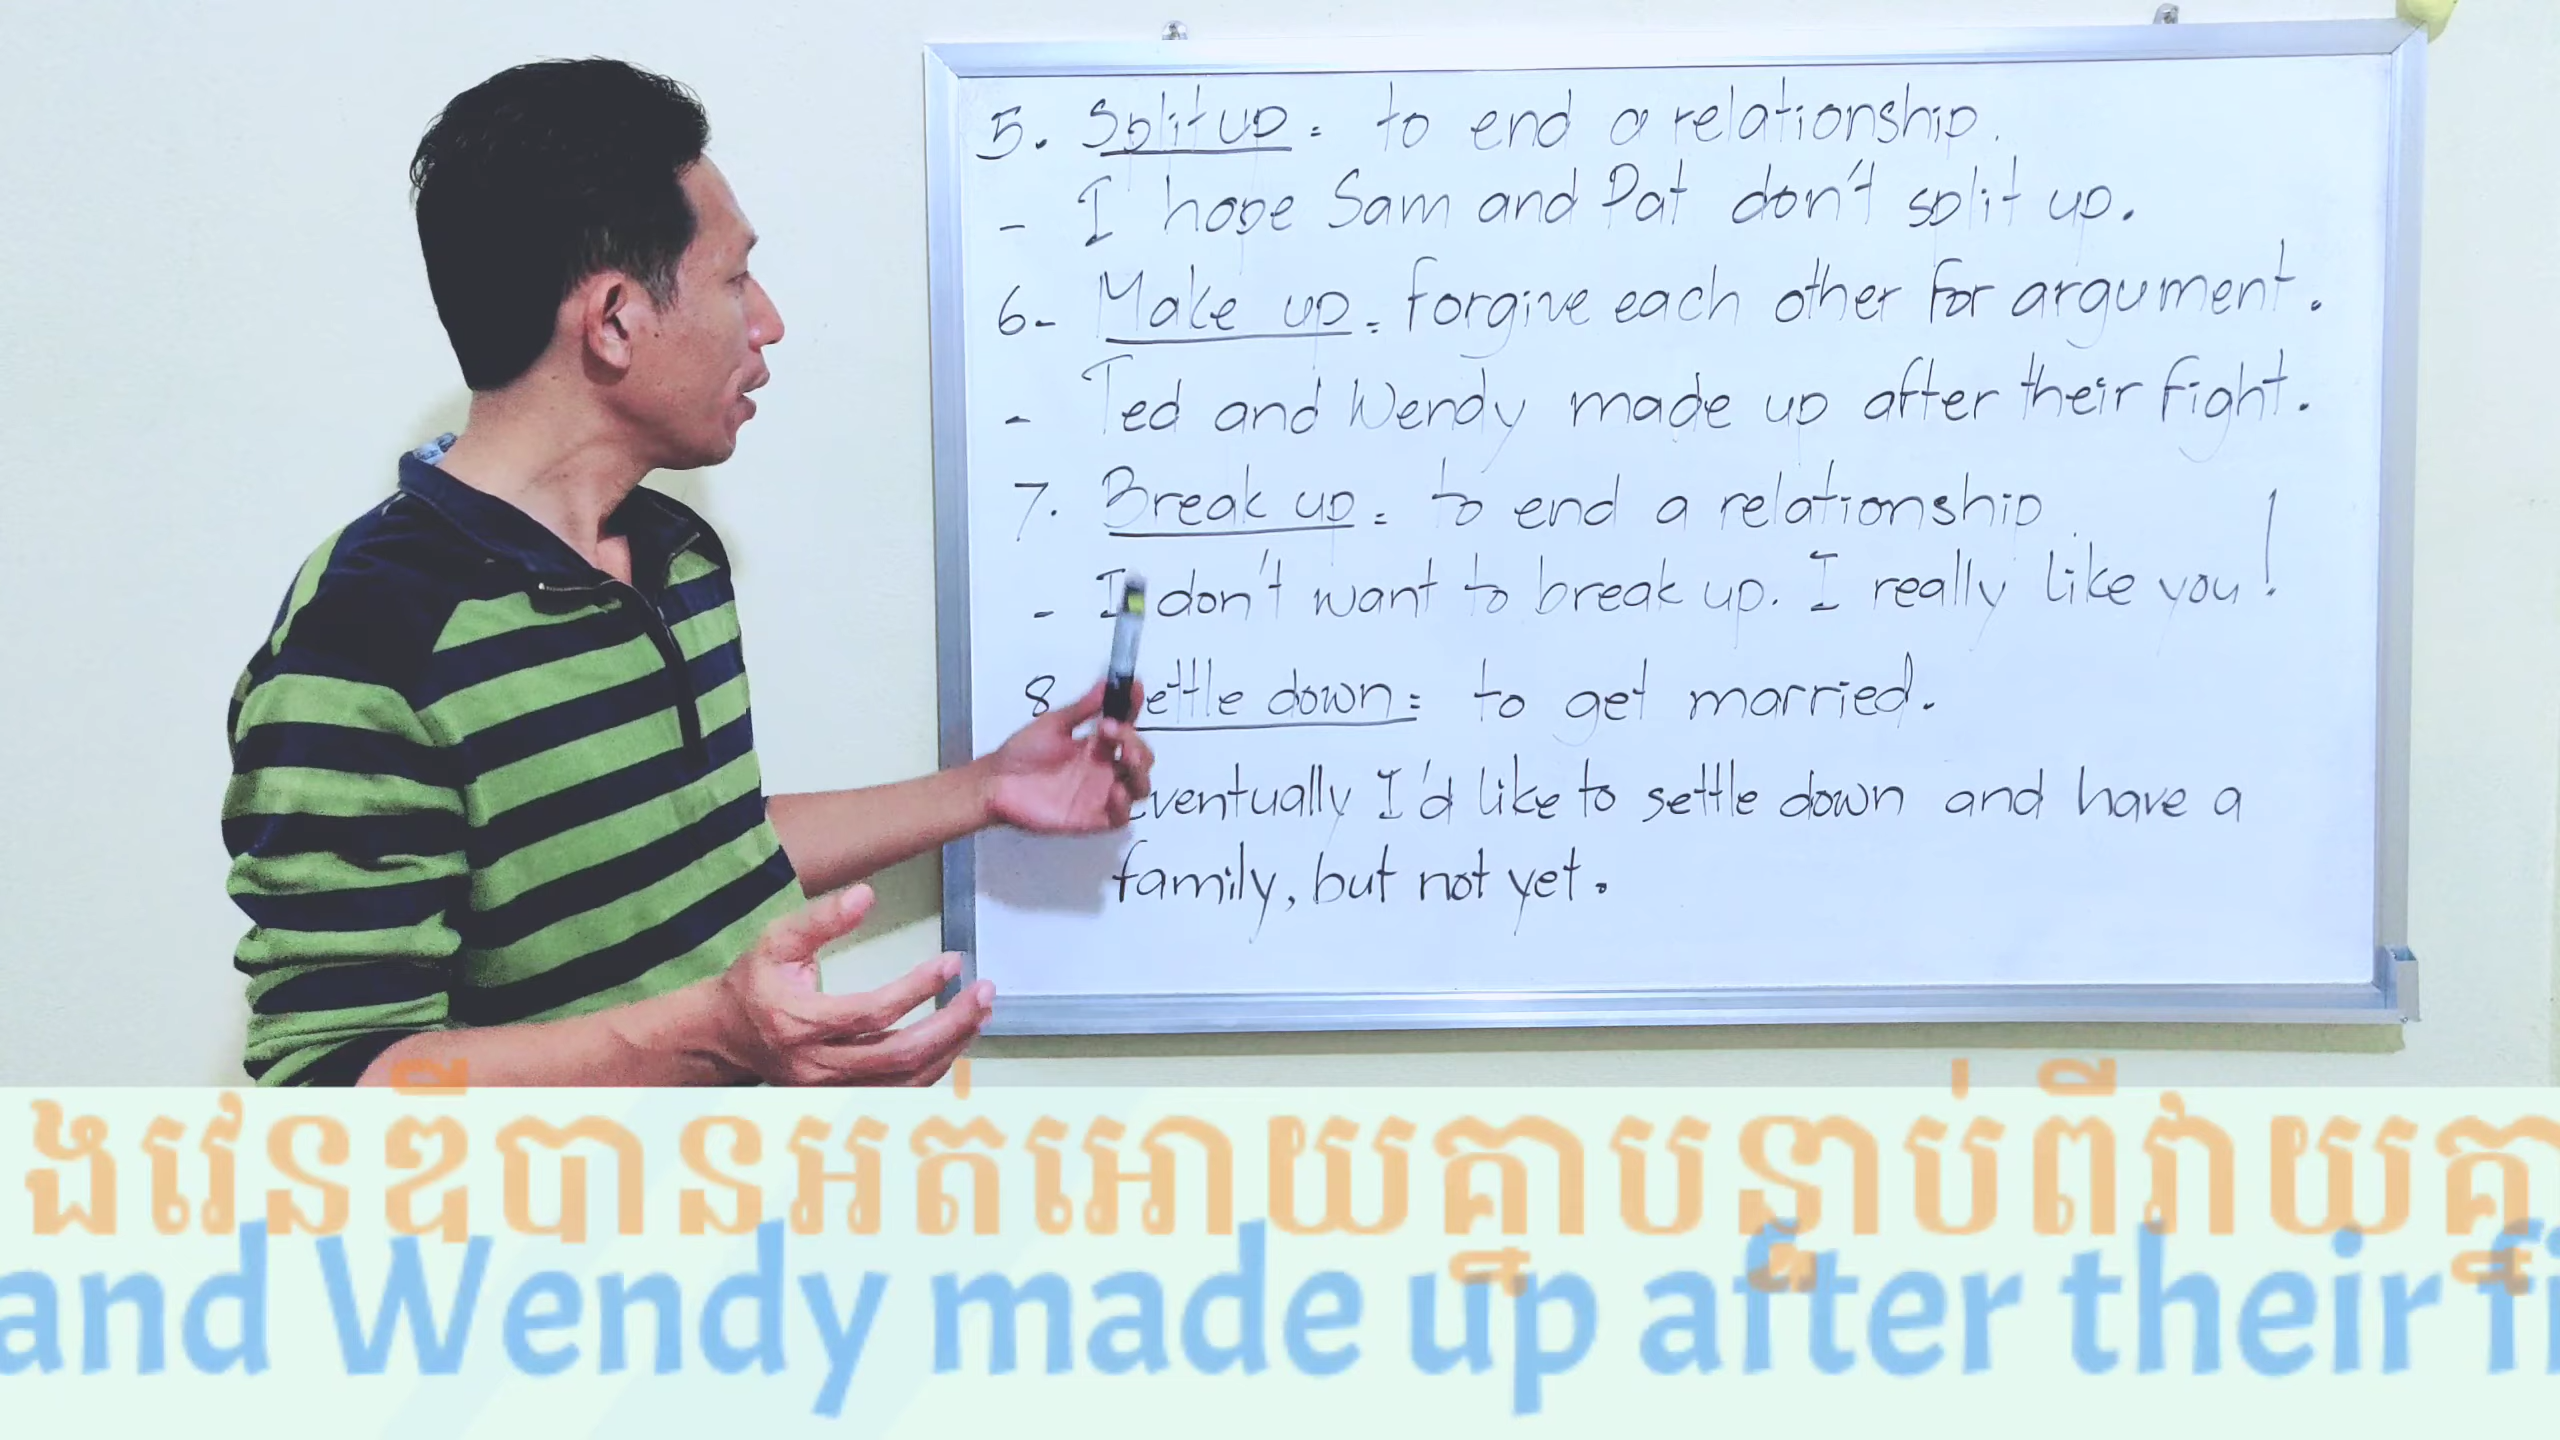 5. Split up = to end a relationship.
- I hope Sam and Pat don't split up.
6- Make up = forgive each other for argument.
- Ted and Wendy made up after their fight.
7. Break up = to end a relationship
- I don't want to break up. I really like you!
8 ettle down = to get married.
ventually I'd like to settle down and have a
family, but not yet.
ងវេនឌីបានអត់អោយគ្នាបន្ទាប់ពីវាយគ្នា
and Wendy made up after their fi